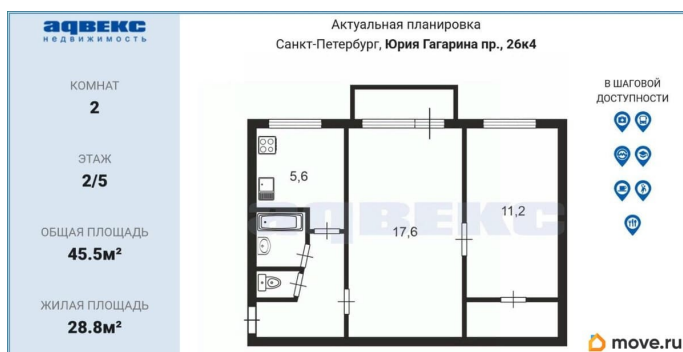 адвекс
недвижимость
КОМНАТ
2
ЭТАЖ
2/5
ОБЩАЯ ПЛОЩАДЬ
45.5м²
ЖИЛАЯ ПЛОЩАДЬ
28.8м²
Актуальная планировка
Санкт-Петербург, Юрия Гагарина пр., 26к4
5,6
17,6
11,2
адвекс
В ШАГОВОЙ
ДОСТУПНОСТИ
move.ru